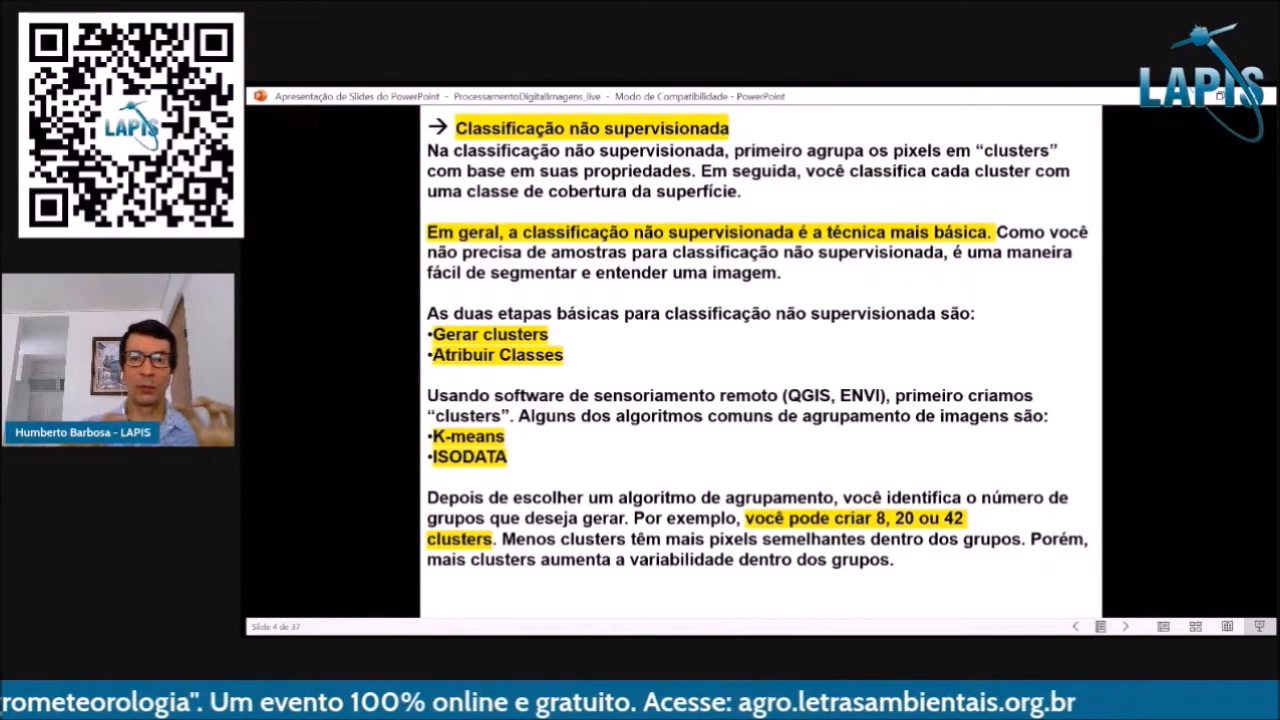 LAPIS
LAPIS
Apresentação de Slides do PowerPoint - ProcessamentoDigitalImagens_live - Modo de Compatibilidade - PowerPoint
→ Classificação não supervisionada
Na classificação não supervisionada, primeiro agrupa os pixels em “clusters”
com base em suas propriedades. Em seguida, você classifica cada cluster com
uma classe de cobertura da superfície.
Em geral, a classificação não supervisionada é a técnica mais básica. Como você
não precisa de amostras para classificação não supervisionada, é uma maneira
fácil de segmentar e entender uma imagem.
As duas etapas básicas para classificação não supervisionada são:
•Gerar clusters
•Atribuir Classes
Usando software de sensoriamento remoto (QGIS, ENVI), primeiro criamos
“clusters”. Alguns dos algoritmos comuns de agrupamento de imagens são:
•K-means
•ISODATA
Depois de escolher um algoritmo de agrupamento, você identifica o número de
grupos que deseja gerar. Por exemplo, você pode criar 8, 20 ou 42
clusters. Menos clusters têm mais pixels semelhantes dentro dos grupos. Porém,
mais clusters aumenta a variabilidade dentro dos grupos.
Humberto Barbosa - LAPIS
Slide 4 de 37
rometeorologia". Um evento 100% online e gratuito. Acesse: agro.letrasambientais.org.br